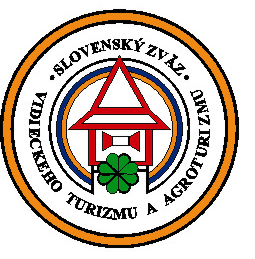 SLOVENSKÝ ZVÄZ
VIDIECKEHO TURIZMU A AGROTURIZMU